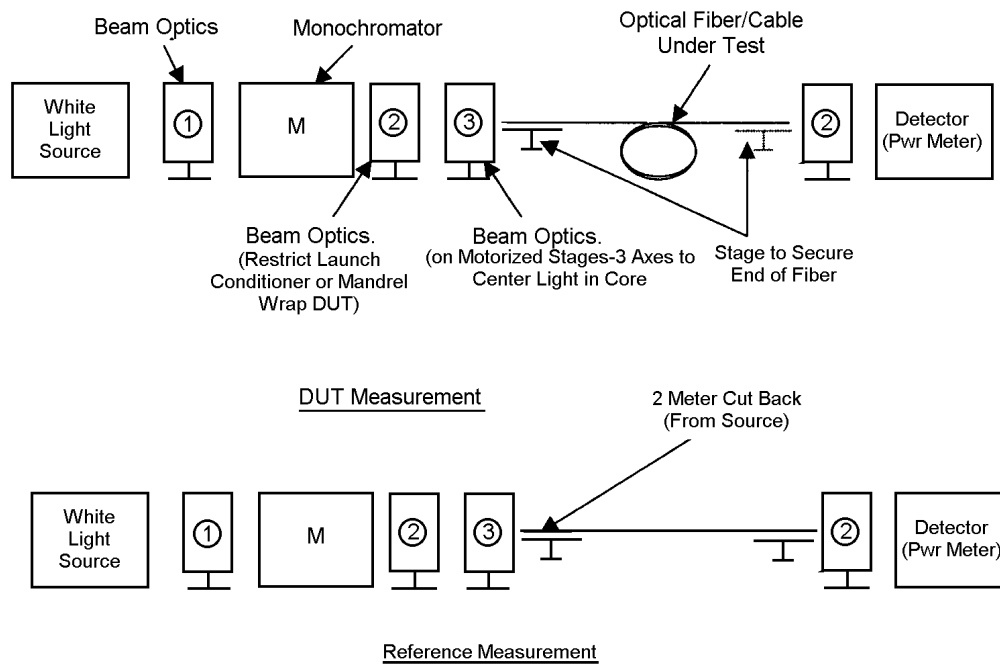 Beam Optics
Monochromator
Optical Fiber/Cable
Under Test
White
Light
Source
1
M
2
3
2
Detector
(Pwr Meter)
Beam Optics.
(Restrict Launch
Conditioner or Mandrel
Wrap DUT)
Beam Optics.
(on Motorized Stages-3 Axes to
Center Light in Core
Stage to Secure
End of Fiber
DUT Measurement
2 Meter Cut Back
(From Source)
White
Light
Source
1
M
2
3
2
Detector
(Pwr Meter)
Reference Measurement